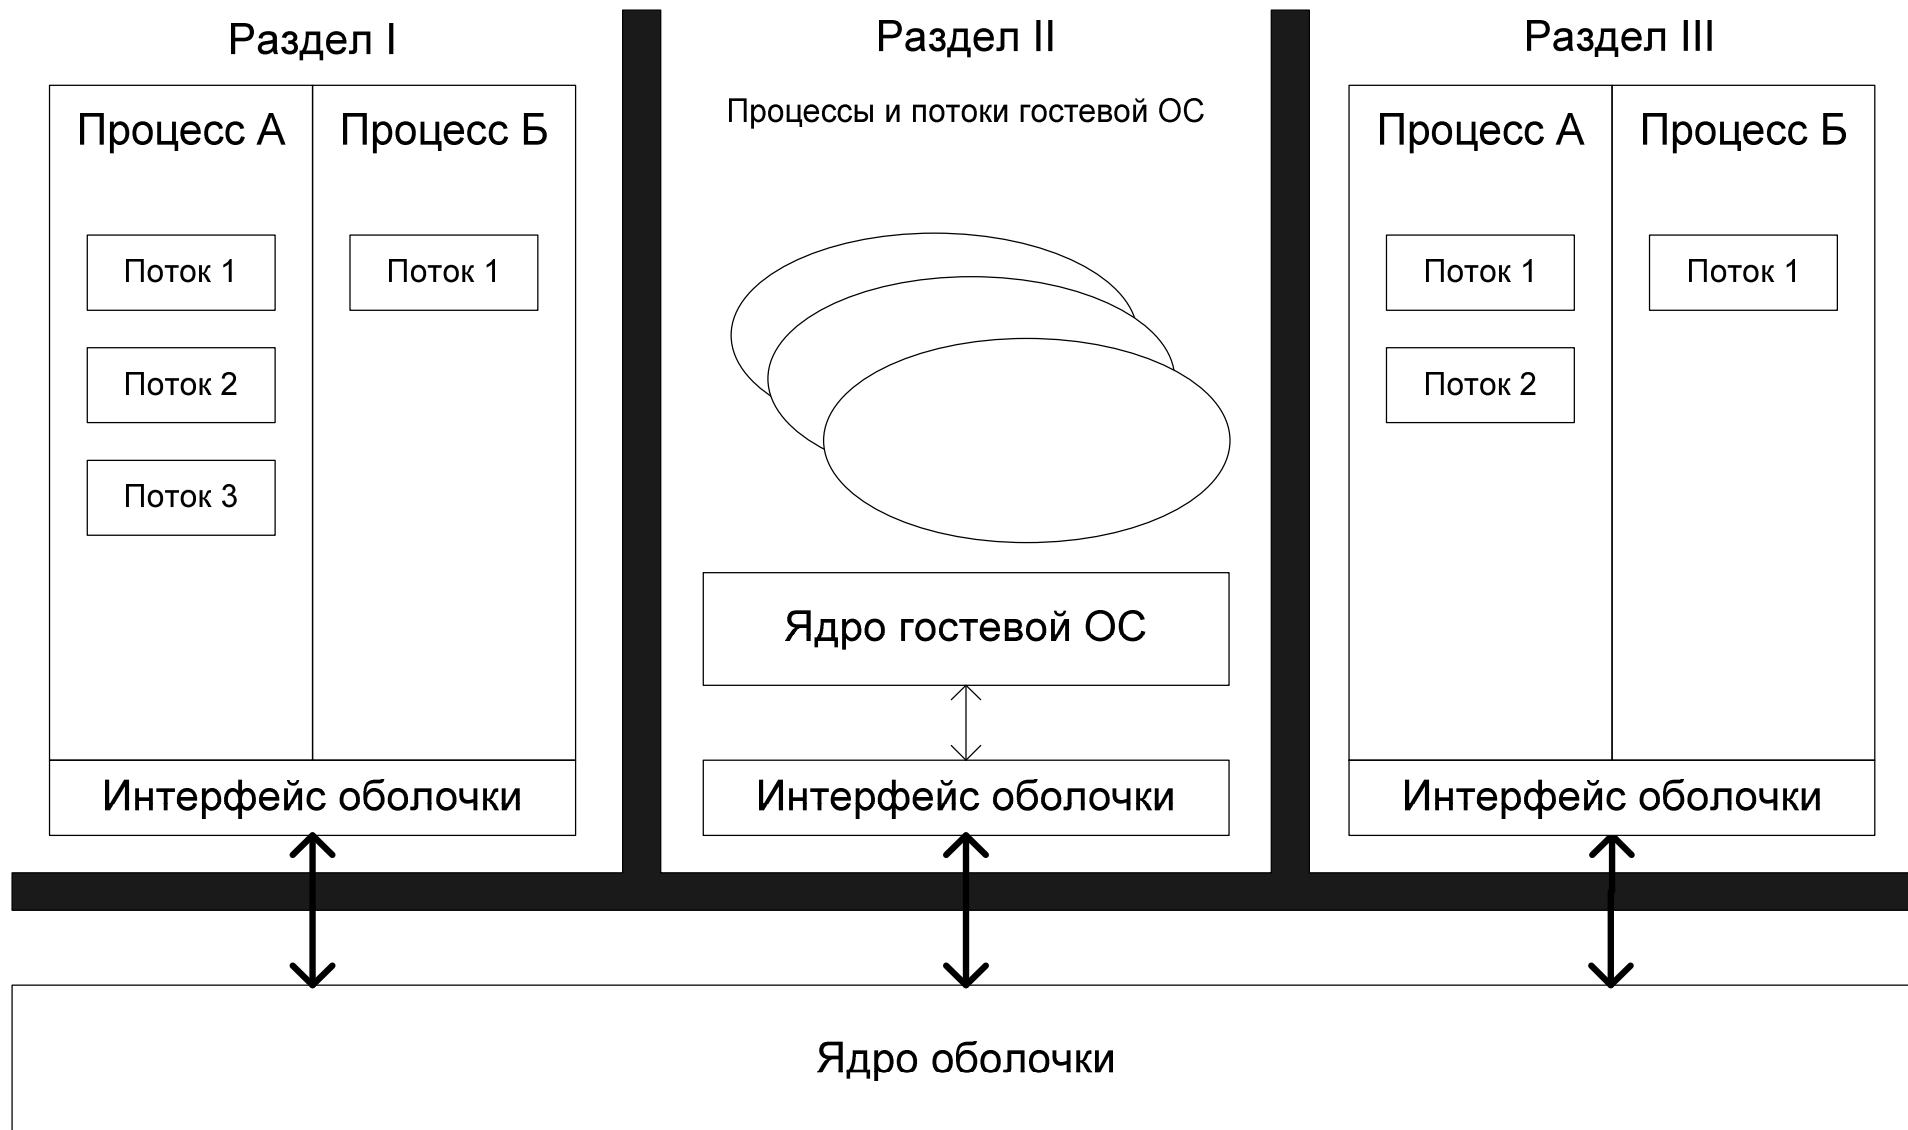 Раздел I
Процесс А
Процесс Б
Поток 1
Поток 1
Поток 2
Поток 3
Интерфейс оболочки
Раздел II
Процессы и потоки гостевой ОС
Ядро гостевой ОС
Интерфейс оболочки
Раздел III
Процесс А
Процесс Б
Поток 1
Поток 1
Поток 2
Интерфейс оболочки
Ядро оболочки